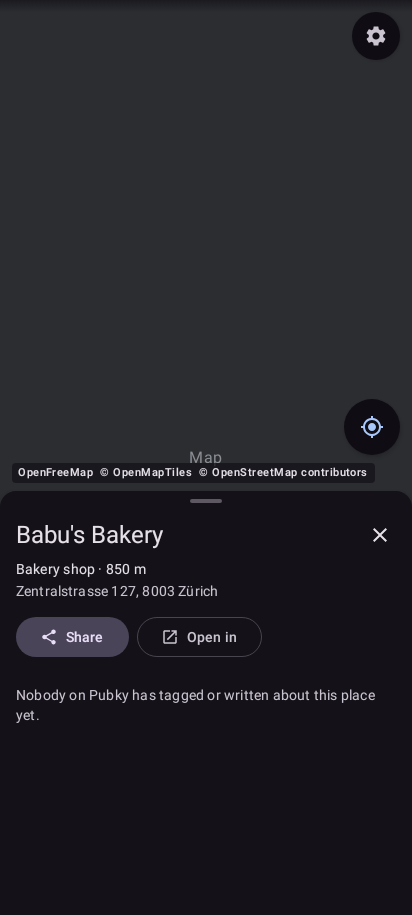 Map
OpenFreeMap © OpenMapTiles © OpenStreetMap contributors
Babu's Bakery
Bakery shop · 850 m
Zentralstrasse 127, 8003 Zürich
Share
Open in
Nobody on Pubky has tagged or written about this place
yet.